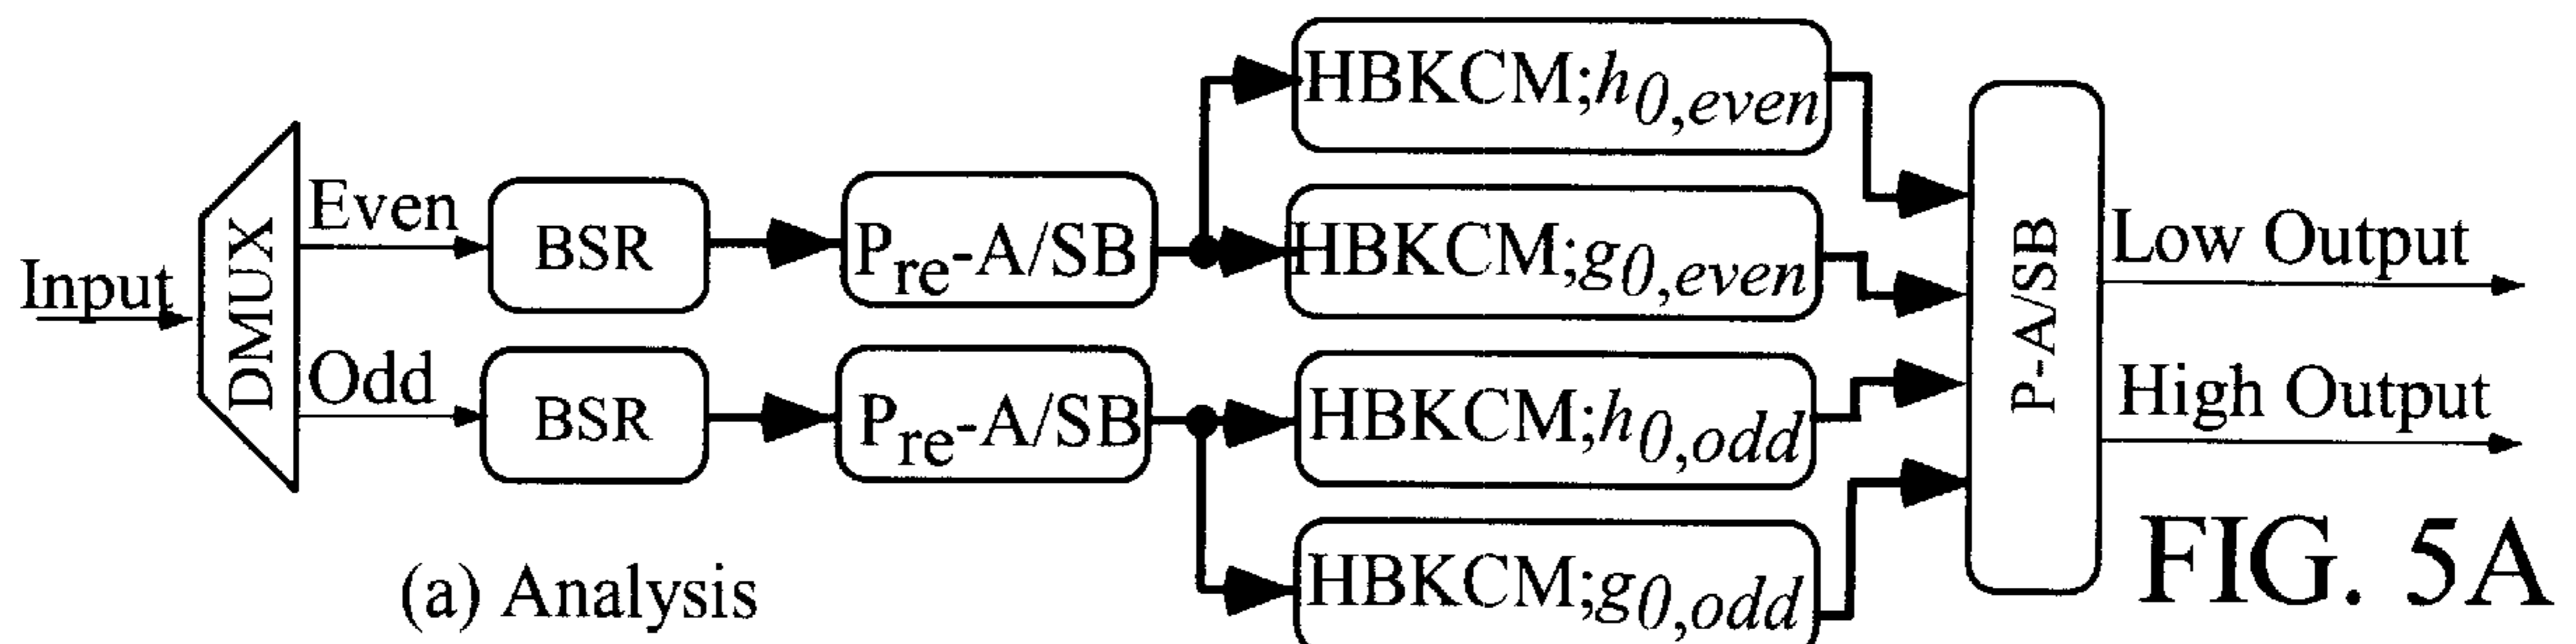 Input
DMUX
Even
Odd
BSR
BSR
Pre-A/SB
Pre-A/SB
HBKCM;h0,even
HBKCM;g0,even
HBKCM;h0,odd
HBKCM;g0,odd
P-A/SB
Low Output
High Output
(a) Analysis
FIG. 5A